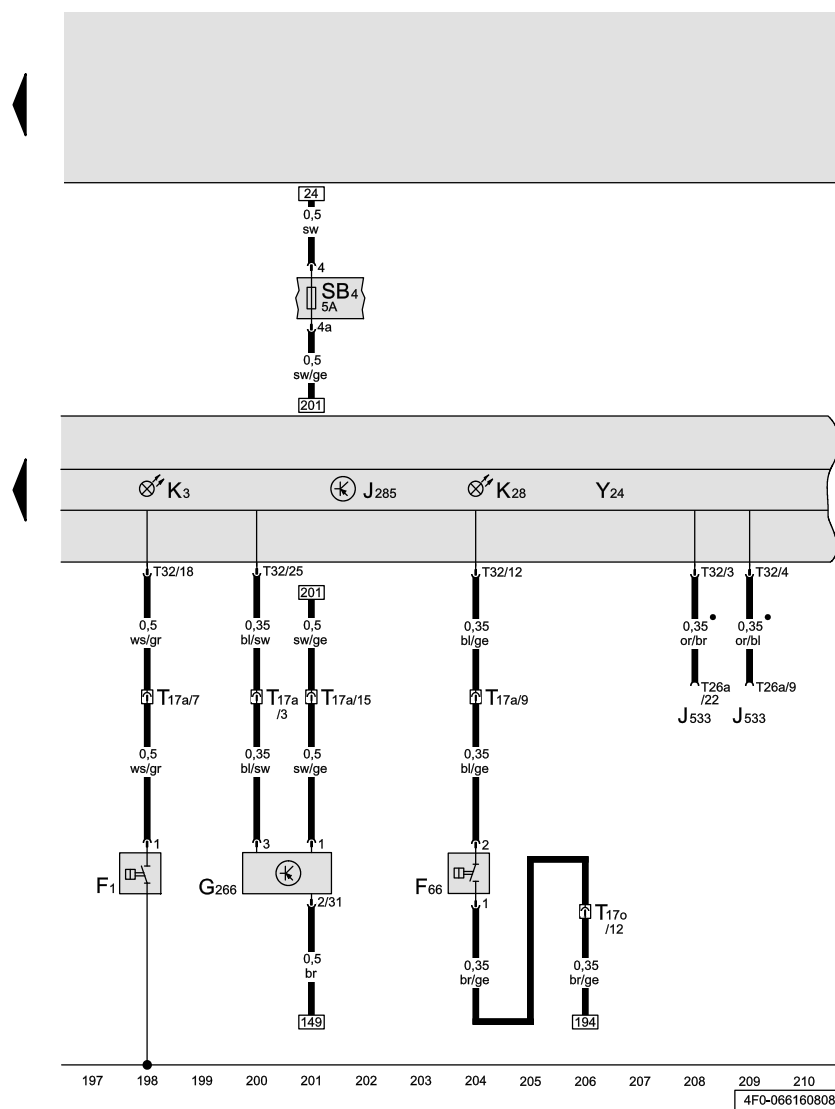 24
0,5
sw
4
SB4
5A
4a
0,5
sw/ge
201
K3
J285
K28
Y24
T32/18
T32/25
T32/12
T32/3
T32/4
201
0,5
ws/gr
0,35
bl/sw
0,5
sw/ge
0,35
bl/ge
0,35
or/br
0,35
or/bl
T17a/7
T17a
/3
T17a/15
T17a/9
T26a
/22
T26a/9
J533
J533
0,5
ws/gr
0,35
bl/sw
0,5
sw/ge
0,35
bl/ge
1
3
1
2
F1
G266
F66
2/31
1
T17o
/12
0,5
br
0,35
br/ge
0,35
br/ge
149
194
197 198 199 200 201 202 203 204 205 206 207 208 209 210
4F0-066160808